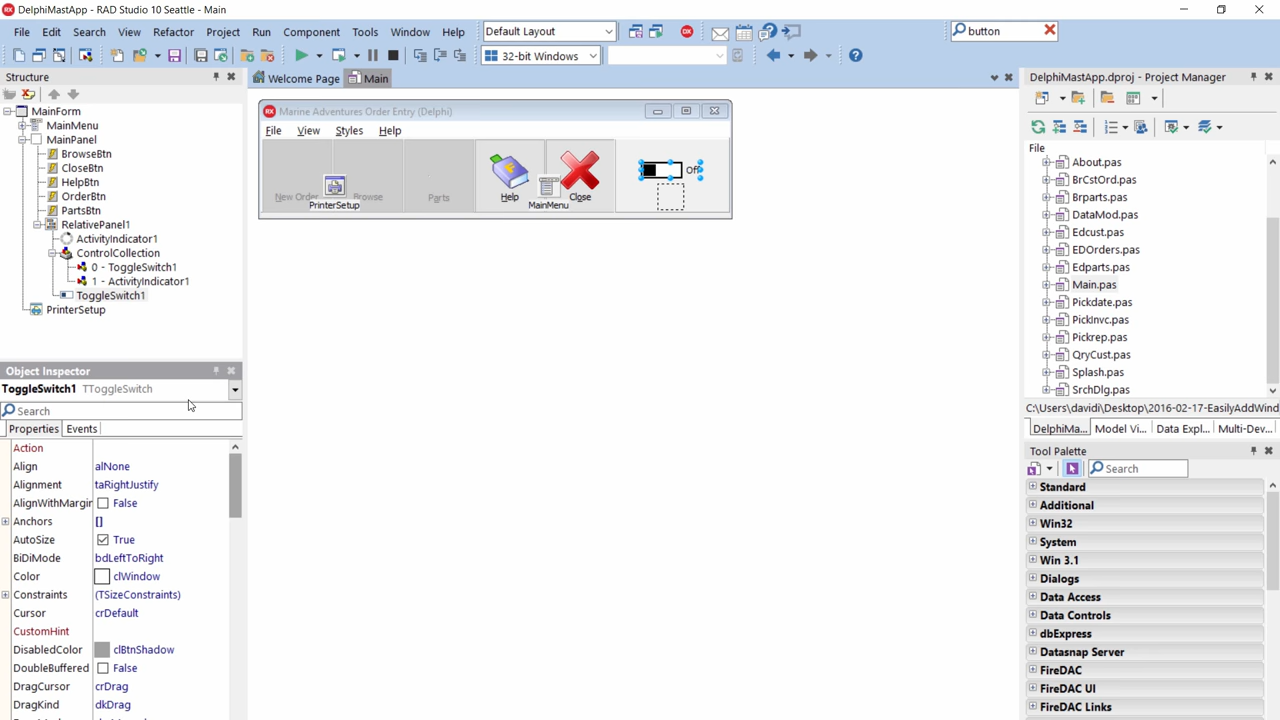 DelphiMastApp - RAD Studio 10 Seattle - Main
File Edit Search View Refactor Project Run Component Tools Window Help
Default Layout
button
32-bit Windows
Structure
MainForm
MainMenu
MainPanel
BrowseBtn
CloseBtn
HelpBtn
OrderBtn
PartsBtn
RelativePanel1
ActivityIndicator1
ControlCollection
0 - ToggleSwitch1
1 - ActivityIndicator1
ToggleSwitch1
PrinterSetup
Object Inspector
ToggleSwitch1 TToggleSwitch
Search
Properties Events
Action
Align alNone
Alignment taRightJustify
AlignWithMargin False
Anchors []
AutoSize True
BiDiMode bdLeftToRight
Color clWindow
Constraints (TSizeConstraints)
Cursor crDefault
CustomHint
DisabledColor clBtnShadow
DoubleBuffered False
DragCursor crDrag
DragKind dkDrag
Welcome Page Main
Marine Adventures Order Entry (Delphi)
File View Styles Help
New Order Browse Parts Help Close
PrinterSetup MainMenu
Off
DelphiMastApp.dproj - Project Manager
File
About.pas
BrCstOrd.pas
Brparts.pas
DataMod.pas
Edcust.pas
EDOrders.pas
Edparts.pas
Main.pas
Pickdate.pas
PickInvc.pas
Pickrep.pas
QryCust.pas
Splash.pas
SrchDlg.pas
C:\Users\davidi\Desktop\2016-02-17-EasilyAddWind
DelphiMa... Model Vi... Data Expl... Multi-Dev...
Tool Palette
Search
Standard
Additional
Win32
System
Win 3.1
Dialogs
Data Access
Data Controls
dbExpress
Datasnap Server
FireDAC
FireDAC UI
FireDAC Links